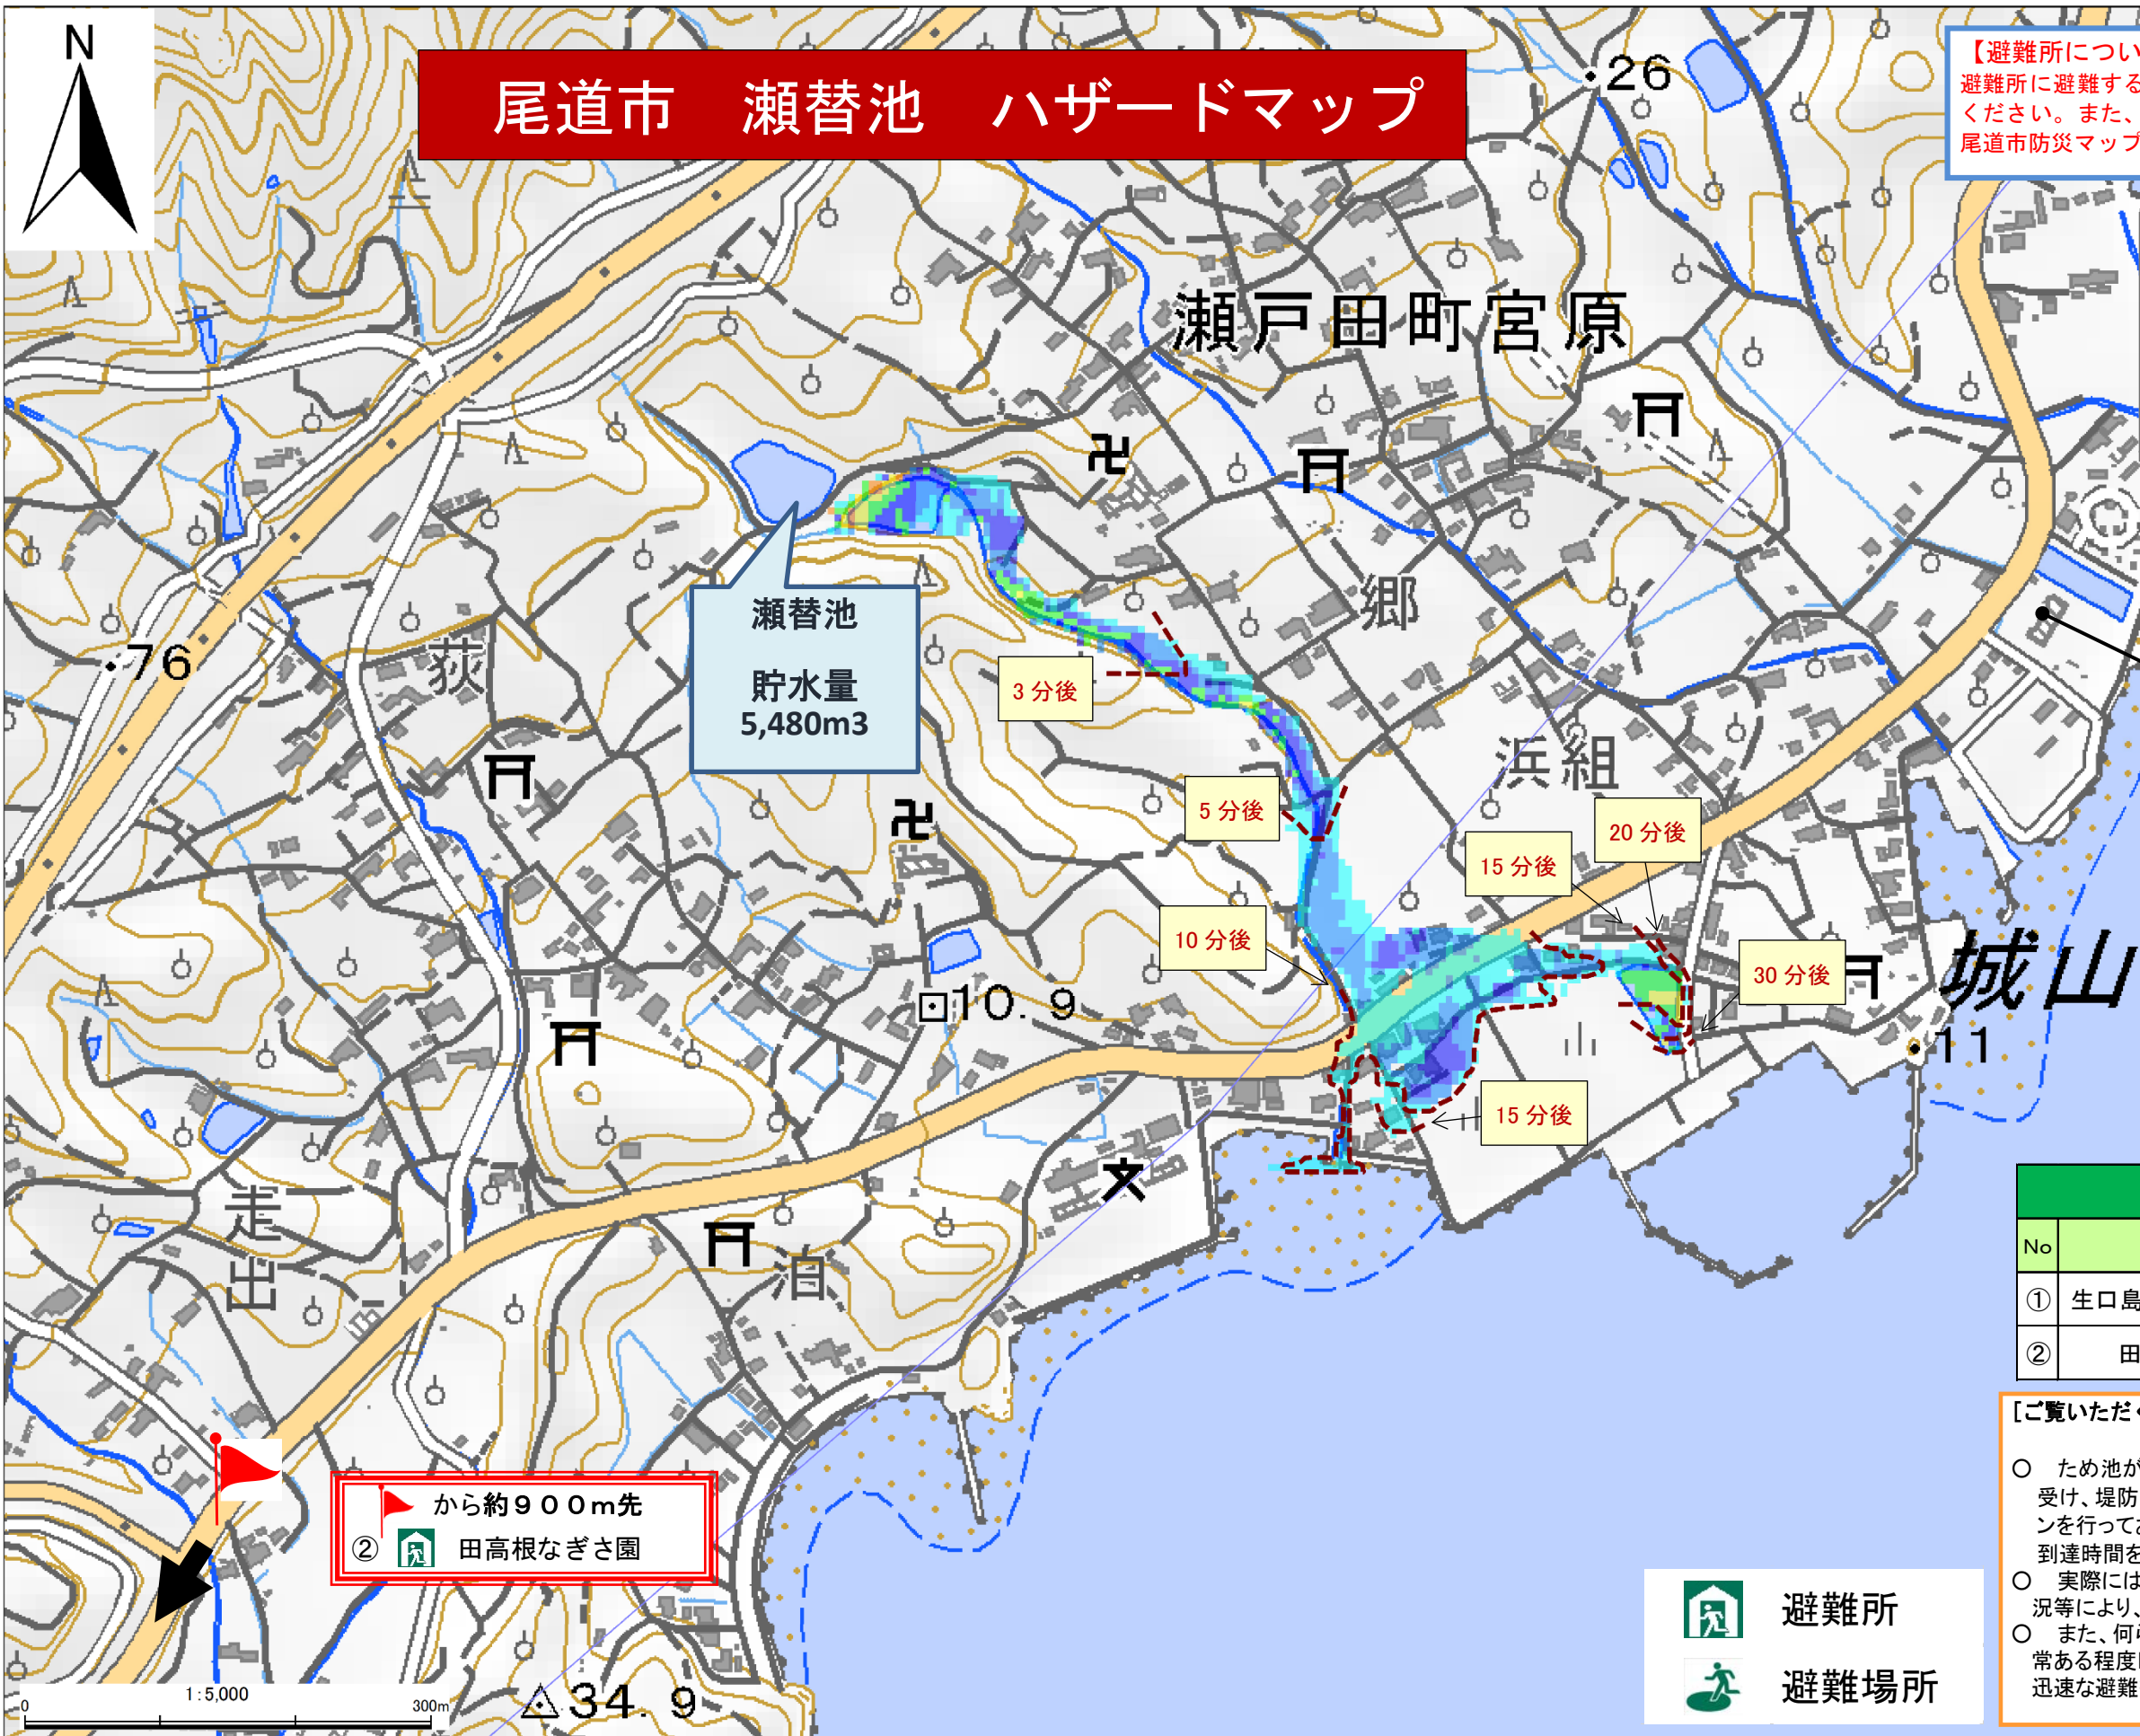 N
尾道市　瀬替池　ハザードマップ
26
【避難所につい
避難所に避難する
ください。また、
尾道市防災マップ
瀬戸田町宮原
瀬替池
貯水量
5,480m3
荻
76
郷
浜組
3分後
5分後
10分後
15分後
20分後
30分後
15分後
城山
11
10.9
走出
泊
文
No
① 生口島
② 田
[ご覧いただく
○　ため池が
受け、堤防
ンを行ってお
到達時間を
○　実際には
況等により、
○　また、何ら
常ある程度
迅速な避難
から約900m先
② 田高根なぎさ園
避難所
避難場所
1:5,000
0
300m
34.9